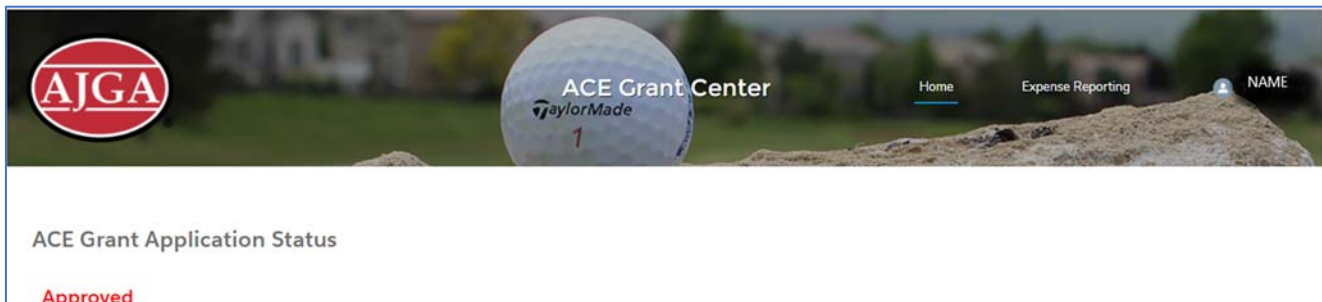 AJGA
ACE Grant Center
Home
Expense Reporting
NAME
TaylorMade
1
ACE Grant Application Status
Approved